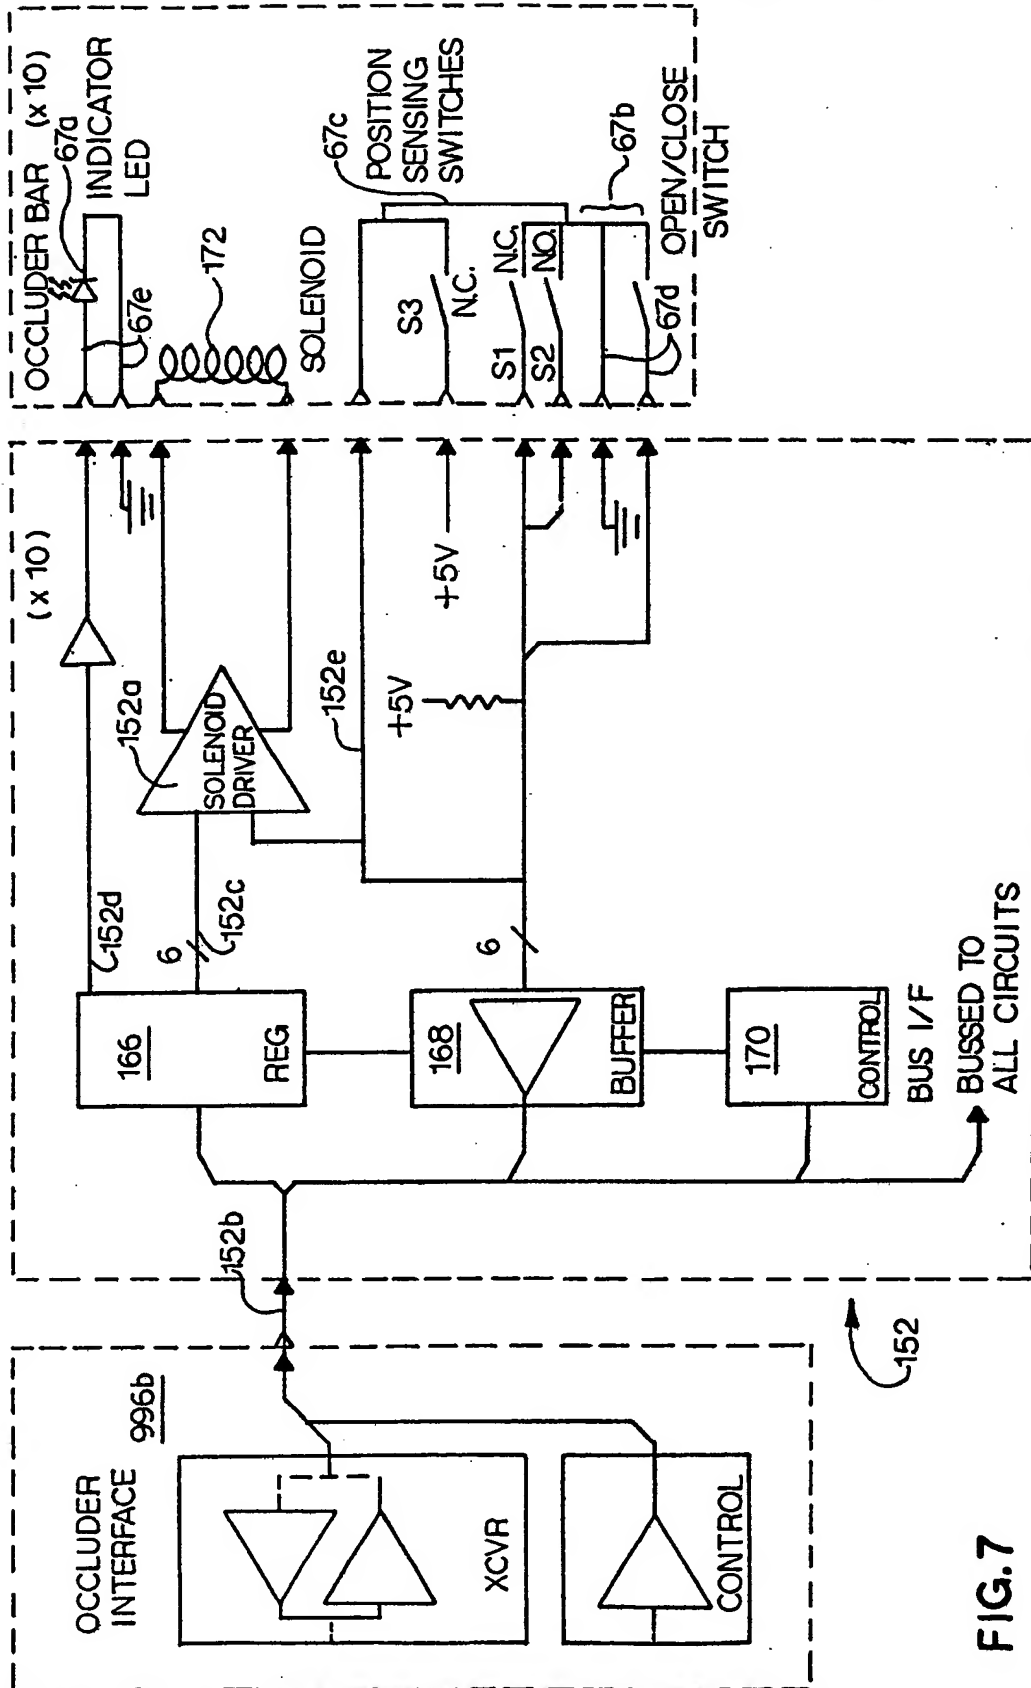 OCCLUDER
INTERFACE
996b
XCVR
CONTROL
152b
152
(x 10)
152d
6
152c
152a
SOLENOID
DRIVER
166
REG
152e
+5V
+5V
6
168
BUFFER
170
CONTROL
BUS I/F
BUSSED TO
ALL CIRCUITS
OCCLUDER BAR (x 10)
67a
INDICATOR
LED
67e
172
SOLENOID
67c
POSITION
SENSING
SWITCHES
S3
N.C.
S1
N.C.
S2
N.O.
67b
67d
OPEN/CLOSE
SWITCH
FIG.7